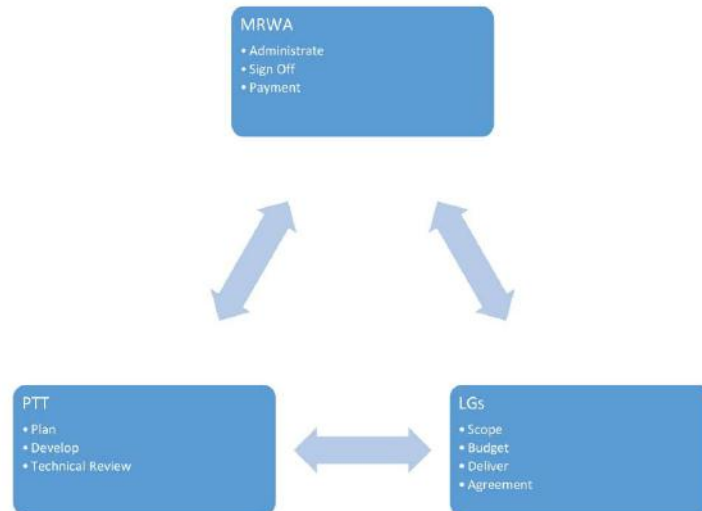 MRWA
• Administrate
• Sign Off
• Payment
PTT
• Plan
• Develop
• Technical Review
LGs
• Scope
• Budget
• Deliver
• Agreement